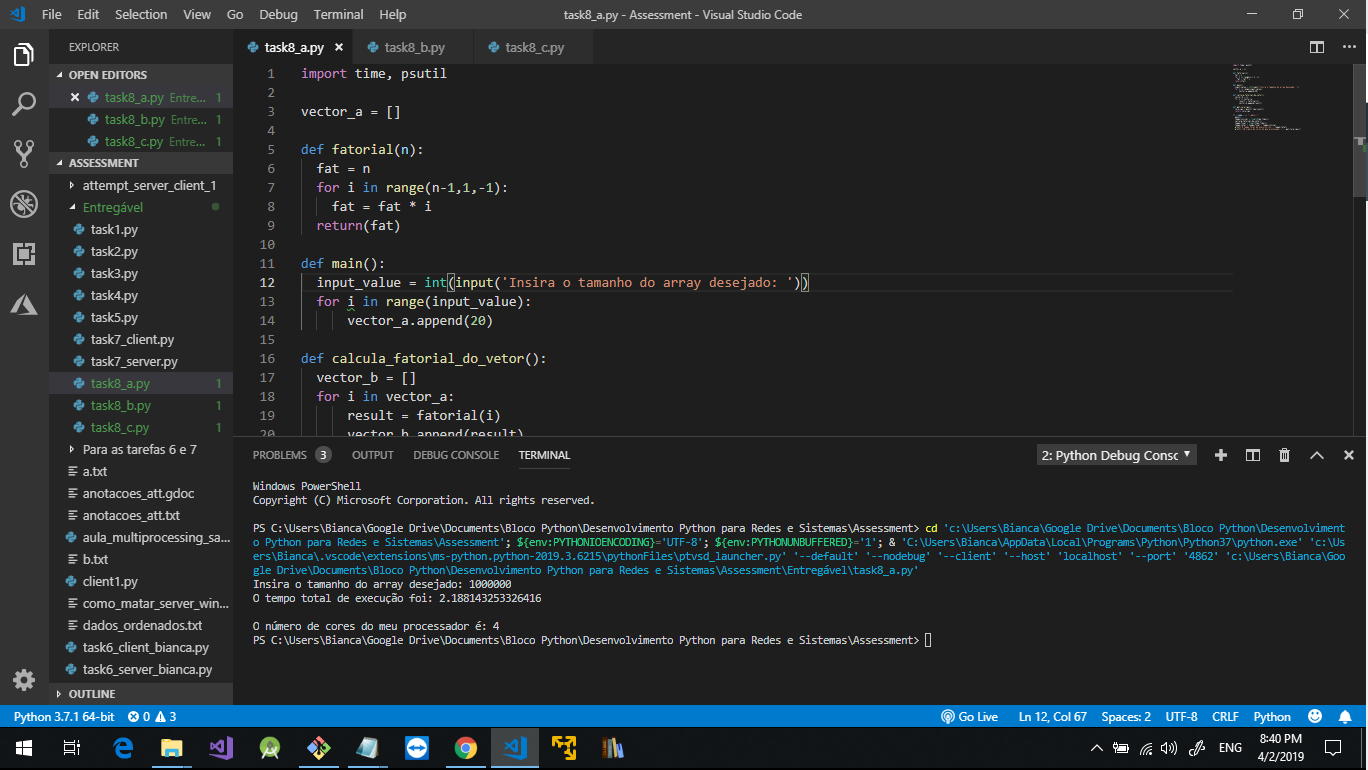 File Edit Selection View Go Debug Terminal Help
task8_a.py - Assessment - Visual Studio Code
EXPLORER
OPEN EDITORS
task8_a.py Entre... 1
task8_b.py Entre... 1
task8_c.py Entre... 1
ASSESSMENT
attempt_server_client_1
Entregável
task1.py
task2.py
task3.py
task4.py
task5.py
task7_client.py
task7_server.py
task8_a.py 1
task8_b.py 1
task8_c.py 1
Para as tarefas 6 e 7
a.txt
anotacoes_att.gdoc
anotacoes_att.txt
aula_multiprocessing_sa...
b.txt
client1.py
como_matar_server_win...
dados_ordenados.txt
task6_client_bianca.py
task6_server_bianca.py
OUTLINE
task8_a.py task8_b.py task8_c.py
1 import time, psutil
2
3 vector_a = []
4
5 def fatorial(n):
6 fat = n
7 for i in range(n-1,1,-1):
8 fat = fat * i
9 return(fat)
10
11 def main():
12 input_value = int(input('Insira o tamanho do array desejado: '))
13 for i in range(input_value):
14 vector_a.append(20)
15
16 def calcula_fatorial_do_vetor():
17 vector_b = []
18 for i in vector_a:
19 result = fatorial(i)
20 vector_b.append(result)
PROBLEMS 3 OUTPUT DEBUG CONSOLE TERMINAL
2: Python Debug Consc
Windows PowerShell
Copyright (C) Microsoft Corporation. All rights reserved.
PS C:\Users\Bianca\Google Drive\Documents\Bloco Python\Desenvolvimento Python para Redes e Sistemas\Assessment> cd 'c:\Users\Bianca\Google Drive\Documents\Bloco Python\Desenvolviment
o Python para Redes e Sistemas\Assessment'; ${env:PYTHONIOENCODING}='UTF-8'; ${env:PYTHONUNBUFFERED}='1'; & 'C:\Users\Bianca\AppData\Local\Programs\Python\Python37\python.exe' 'c:\Us
ers\Bianca\.vscode\extensions\ms-python.python-2019.3.6215\pythonFiles\ptvsd_launcher.py' '--default' '--nodebug' '--client' '--host' 'localhost' '--port' '4862' 'c:\Users\Bianca\Goo
gle Drive\Documents\Bloco Python\Desenvolvimento Python para Redes e Sistemas\Assessment\Entregável\task8_a.py'
Insira o tamanho do array desejado: 1000000
O tempo total de execução foi: 2.188143253326416
O número de cores do meu processador é: 4
PS C:\Users\Bianca\Google Drive\Documents\Bloco Python\Desenvolvimento Python para Redes e Sistemas\Assessment>
Python 3.7.1 64-bit 0 3
Go Live Ln 12, Col 67 Spaces: 2 UTF-8 CRLF Python
ENG
8:40 PM
4/2/2019